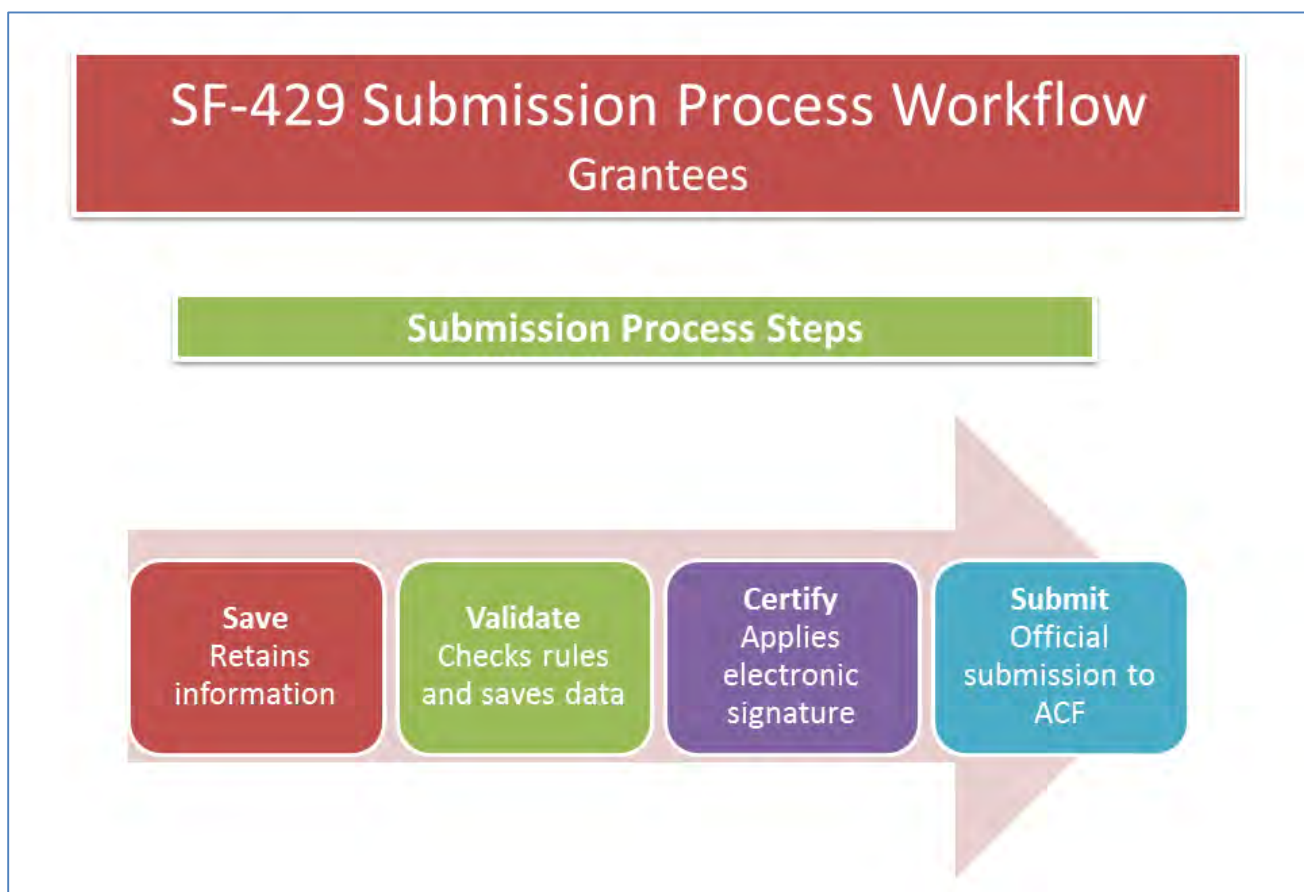 SF-429 Submission Process Workflow
Grantees
Submission Process Steps
Save
Retains
information
Validate
Checks rules
and saves data
Certify
Applies
electronic
signature
Submit
Official
submission to
ACF